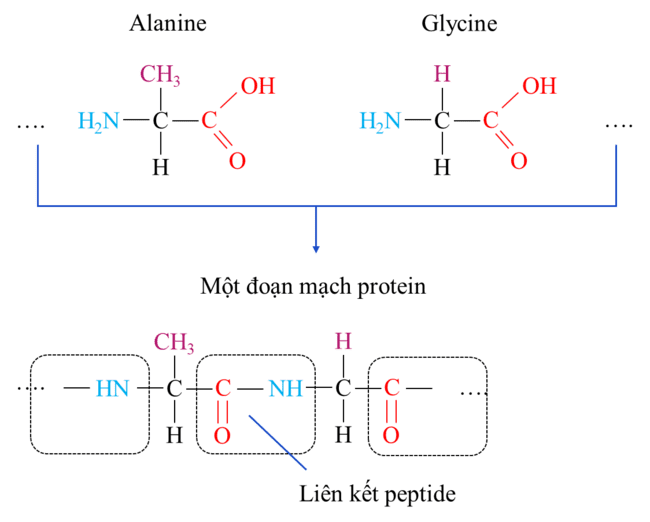 Alanine Glycine
CH₃ H
OH OH
.... H₂N C C H₂N C C ....
O O
H H
Một đoạn mạch protein
CH₃ H
.... HN C C NH C C ....
H O H O
Liên kết peptide